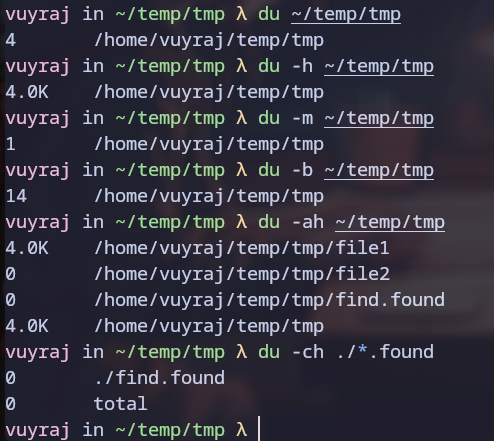 vuyraj in ~/temp/tmp λ du ~/temp/tmp
4       /home/vuyraj/temp/tmp
vuyraj in ~/temp/tmp λ du -h ~/temp/tmp
4.0K    /home/vuyraj/temp/tmp
vuyraj in ~/temp/tmp λ du -m ~/temp/tmp
1       /home/vuyraj/temp/tmp
vuyraj in ~/temp/tmp λ du -b ~/temp/tmp
14      /home/vuyraj/temp/tmp
vuyraj in ~/temp/tmp λ du -ah ~/temp/tmp
4.0K    /home/vuyraj/temp/tmp/file1
0       /home/vuyraj/temp/tmp/file2
0       /home/vuyraj/temp/tmp/find.found
4.0K    /home/vuyraj/temp/tmp
vuyraj in ~/temp/tmp λ du -ch ./*.found
0       ./find.found
0       total
vuyraj in ~/temp/tmp λ